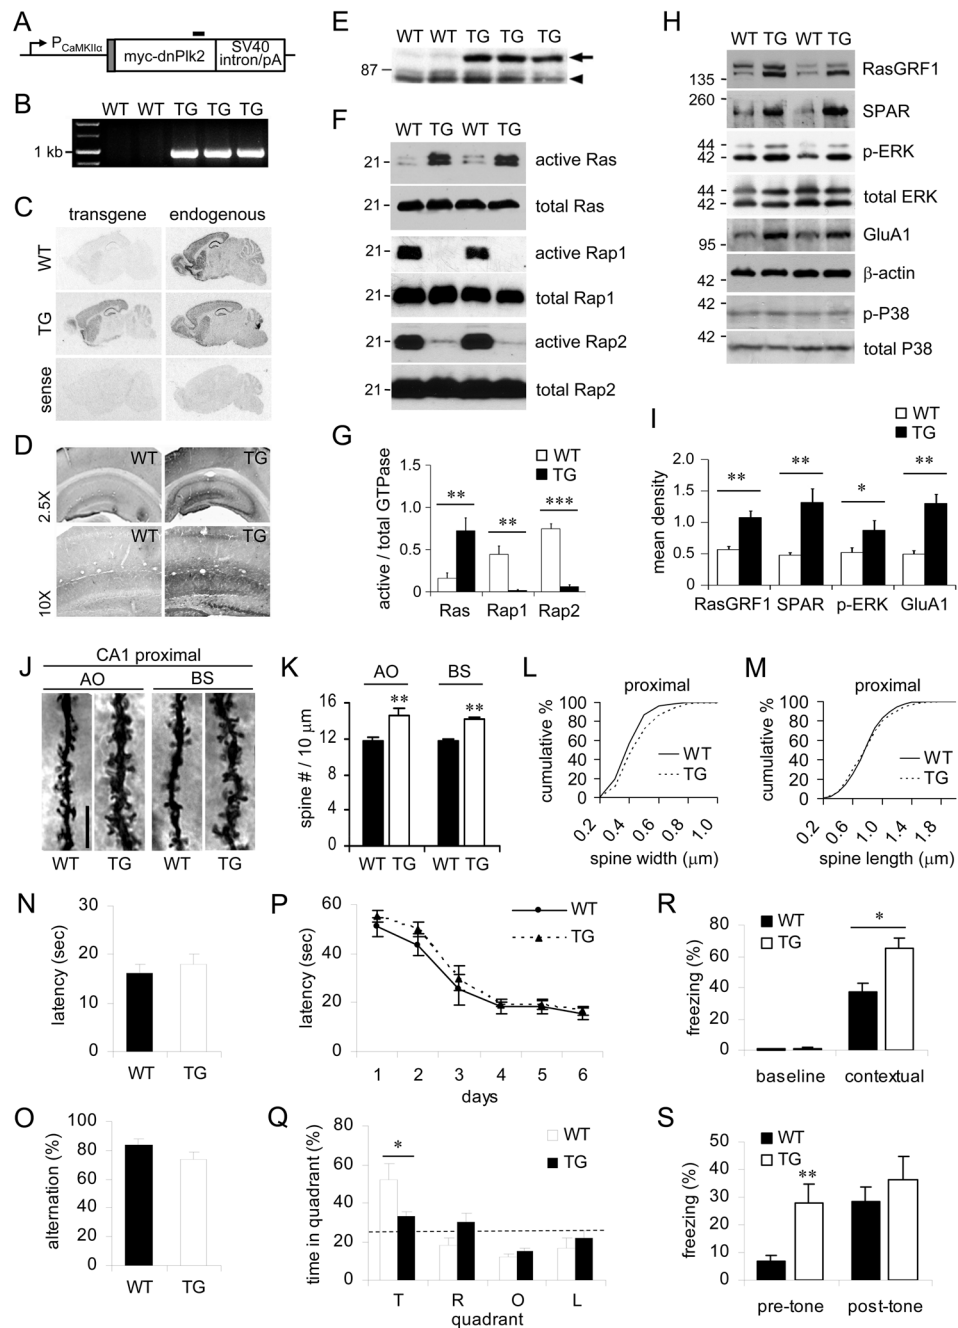 A
P CaMKIIα
myc-dnPlk2
SV40
intron/pA
B
WT WT TG TG TG
1 kb
C
transgene endogenous
WT
TG
sense
D
WT TG
2.5X
WT TG
10X
E
WT WT TG TG TG
87
F
WT TG WT TG
21 active Ras
21 total Ras
21 active Rap1
21 total Rap1
21 active Rap2
21 total Rap2
G
WT
TG
active / total GTPase
1.5
1.0
0.5
0
** ** ***
Ras Rap1 Rap2
H
WT TG WT TG
RasGRF1
135
260
SPAR
44
42
p-ERK
44
42
total ERK
GluA1
95
β-actin
42
42
p-P38
42
total P38
I
WT
TG
mean density
2.0
1.5
1.0
0.5
0
** ** * **
RasGRF1 SPAR p-ERK GluA1
J
CA1 proximal
AO BS
WT TG WT TG
K
AO BS
** **
spine # / 10 μm
16
12
8
4
0
WT TG WT TG
L
proximal
cumulative %
100
80
60
40
20
0
WT
TG
0.2 0.4 0.6 0.8 1.0
spine width (μm)
M
proximal
cumulative %
100
80
60
40
20
0
WT
TG
0.2 0.6 1.0 1.4 1.8
spine length (μm)
N
latency (sec)
30
20
10
0
WT TG
P
latency (sec)
60
40
20
0
WT
TG
1 2 3 4 5 6
days
R
WT
TG
*
freezing (%)
80
60
40
20
0
baseline contextual
O
alternation (%)
100
80
60
40
20
0
WT TG
Q
WT
TG
*
time in quadrant (%)
80
60
40
20
0
T R O L
quadrant
S
WT
TG
**
freezing (%)
50
40
30
20
10
0
pre-tone post-tone